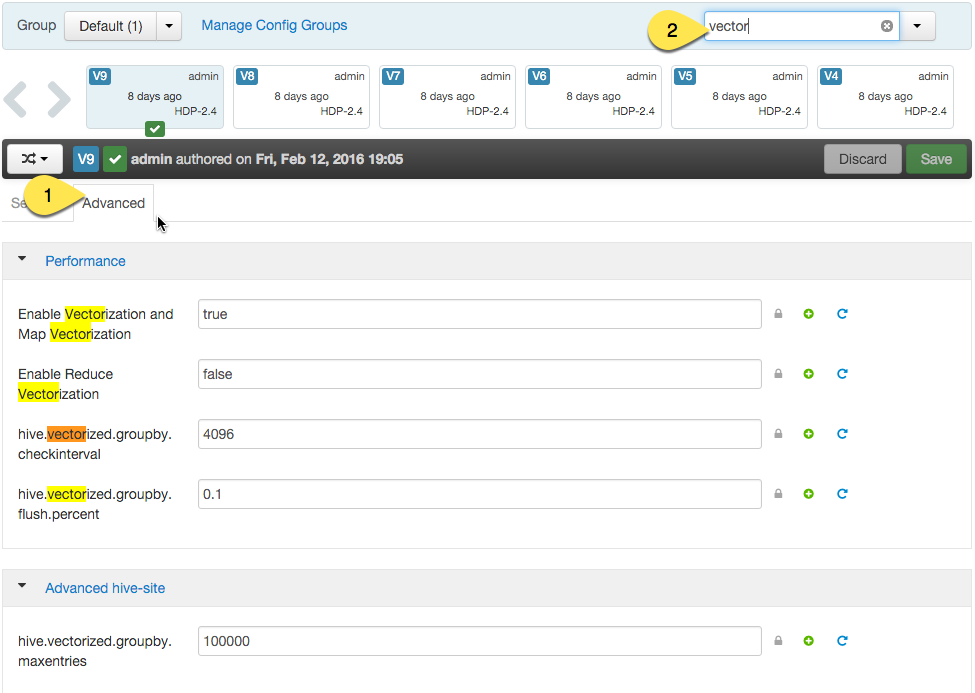 Group Default (1) Manage Config Groups 2 vector
V9 admin
8 days ago
HDP-2.4
V8 admin
8 days ago
HDP-2.4
V7 admin
8 days ago
HDP-2.4
V6 admin
8 days ago
HDP-2.4
V5 admin
8 days ago
HDP-2.4
V4 admin
8 days ago
HDP-2.4
V9 admin authored on Fri, Feb 12, 2016 19:05 Discard Save
Se 1 Advanced
Performance
Enable Vectorization and
Map Vectorization
true
Enable Reduce
Vectorization
false
hive.vectorized.groupby.
checkinterval
4096
hive.vectorized.groupby.
flush.percent
0.1
Advanced hive-site
hive.vectorized.groupby.
maxentries
100000